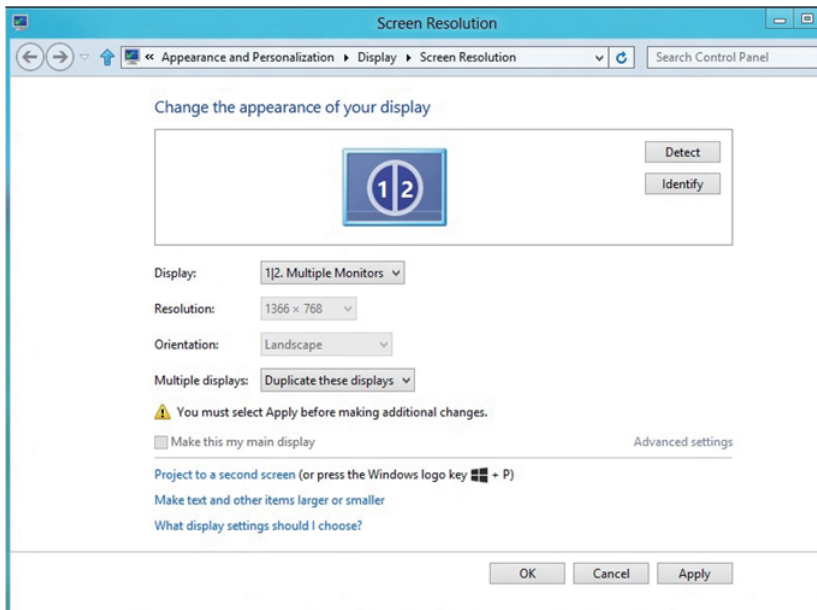 Screen Resolution
« Appearance and Personalization ▸ Display ▸ Screen Resolution
Search Control Panel
Change the appearance of your display
1|2
Detect
Identify
Display: 1|2. Multiple Monitors
Resolution: 1366 × 768
Orientation: Landscape
Multiple displays: Duplicate these displays
You must select Apply before making additional changes.
Make this my main display Advanced settings
Project to a second screen (or press the Windows logo key + P)
Make text and other items larger or smaller
What display settings should I choose?
OK Cancel Apply